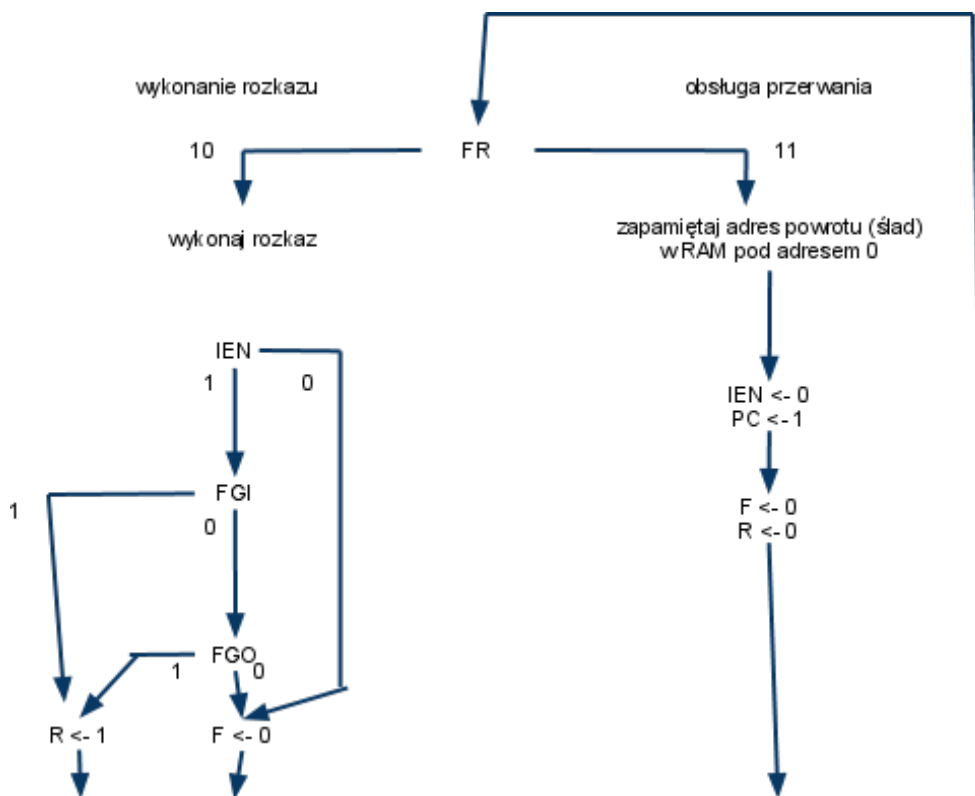 wykonanie rozkazu
obsługa przerwania
10
FR
11
wykonaj rozkaz
zapamiętaj adres powrotu (ślad)
w RAM pod adresem 0
IEN
1
0
IEN <- 0
PC <- 1
FGI
1
0
F <- 0
R <- 0
FGO
1
0
R <- 1
F <- 0